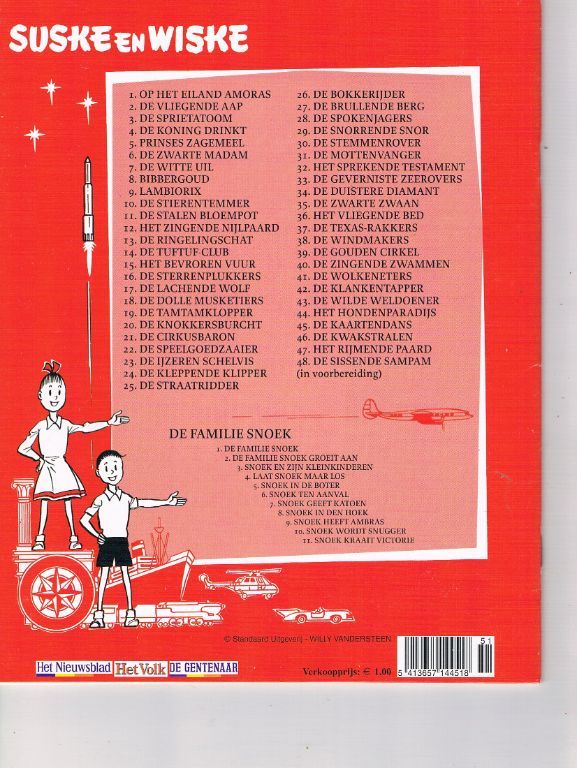 SUSKE EN WISKE
1. OP HET EILAND AMORAS
2. DE VLIEGENDE AAP
3. DE SPRIETATOOM
4. DE KONING DRINKT
5. PRINSES ZAGEMEEL
6. DE ZWARTE MADAM
7. DE WITTE UIL
8. BIBBERGOUD
9. LAMBIORIX
10. DE STIERENTEMMER
11. DE STALEN BLOEMPOT
12. HET ZINGENDE NIJLPAARD
13. DE RINGELINGSCHAT
14. DE TUFTUF-CLUB
15. HET BEVROREN VUUR
16. DE STERRENPLUKKERS
17. DE LACHENDE WOLF
18. DE DOLLE MUSKETIERS
19. DE TAMTAMKLOPPER
20. DE KNOKKERSBURCHT
21. DE CIRKUSBARON
22. DE SPEELGOEDZAAIER
23. DE IJZEREN SCHELVIS
24. DE KLEPPENDE KLIPPER
25. DE STRAATRIDDER
26. DE BOKKERIJDER
27. DE BRULLENDE BERG
28. DE SPOKENJAGERS
29. DE SNORRENDE SNOR
30. DE STEMMENROVER
31. DE MOTTENVANGER
32. HET SPREKENDE TESTAMENT
33. DE GEVERNISTE ZEEROVERS
34. DE DUISTERE DIAMANT
35. DE ZWARTE ZWAAN
36. HET VLIEGENDE BED
37. DE TEXAS-RAKKERS
38. DE WINDMAKERS
39. DE GOUDEN CIRKEL
40. DE ZINGENDE ZWAMMEN
41. DE WOLKENETERS
42. DE KLANKENTAPPER
43. DE WILDE WELDOENER
44. HET HONDENPARADIJS
45. DE KAARTENDANS
46. DE KWAKSTRALEN
47. HET RIJMENDE PAARD
48. DE SISSENDE SAMPAM
(in voorbereiding)
DE FAMILIE SNOEK
1. DE FAMILIE SNOEK
2. DE FAMILIE SNOEK GROEIT AAN
3. SNOEK EN ZIJN KLEINKINDEREN
4. LAAT SNOEK MAAR LOS
5. SNOEK IN DE BOTER
6. SNOEK TEN AANVAL
7. SNOEK GEEFT KATOEN
8. SNOEK IN DEN HOEK
9. SNOEK HEEFT AMBRAS
10. SNOEK WORDT SNUGGER
11. SNOEK KRAAIT VICTORIE
© Standaard Uitgeverij - WILLY VANDERSTEEN
Het Nieuwsblad Het Volk DE GENTENAAR
Verkoopprijs: € 1.00
51
5 413657 144518